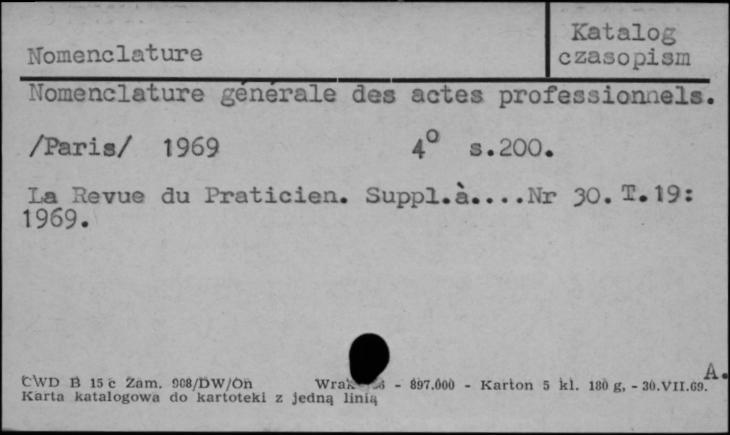 Nomenclature
Katalog
czasopism
Nomenclature générale des actes professionnels.
/Paris/ 1969 4º s.200.
La Revue du Praticien. Suppl.à....Nr 30. T.19:
1969.
A.
CWD B 15 c Zam. 908/DW/On - 897.000 - Karton 5 kl. 180 g, - 30.VII.69.
Karta katalogowa do kartoteki z jedną linią